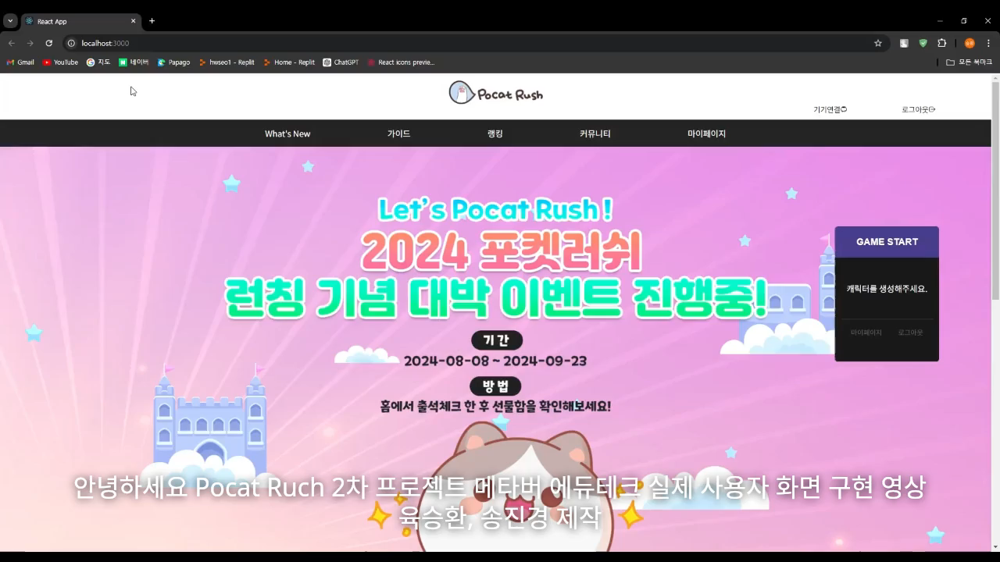 React App
localhost:3000
Gmail
YouTube
지도
네이버
Papago
hwseo1 - Replit
Home - Replit
ChatGPT
React icons previe...
모든 북마크
Pocat Rush
기기연결
로그아웃
What's New
가이드
랭킹
커뮤니티
마이페이지
Let's Pocat Rush!
2024 포켓러쉬
런칭 기념 대박 이벤트 진행중!
기간
2024-08-08 ~ 2024-09-23
방법
홈에서 출석체크 한 후 선물함을 확인해보세요!
GAME START
캐릭터를 생성해주세요.
마이페이지
로그아웃
안녕하세요 Pocat Ruch 2차 프로젝트 메타버 에듀테크 실제 사용자 화면 구현 영상
육승환, 송진경 제작